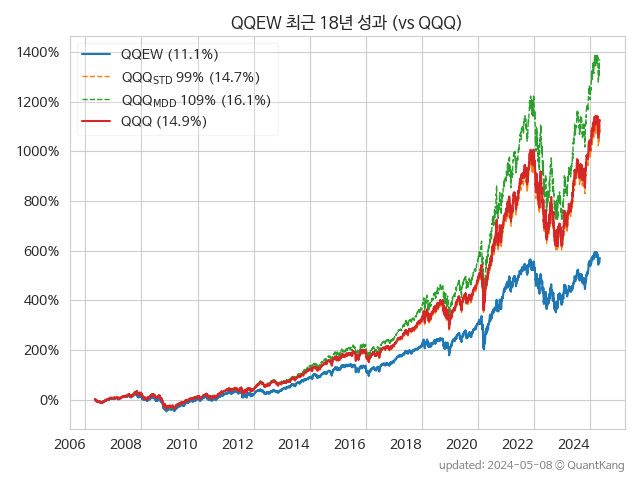 QQEW 최근 18년 성과 (vs QQQ)
1400%
1200%
1000%
800%
600%
400%
200%
0%
QQEW (11.1%)
QQQSTD 99% (14.7%)
QQQMDD 109% (16.1%)
QQQ (14.9%)
2006 2008 2010 2012 2014 2016 2018 2020 2022 2024
updated: 2024-05-08 © QuantKang